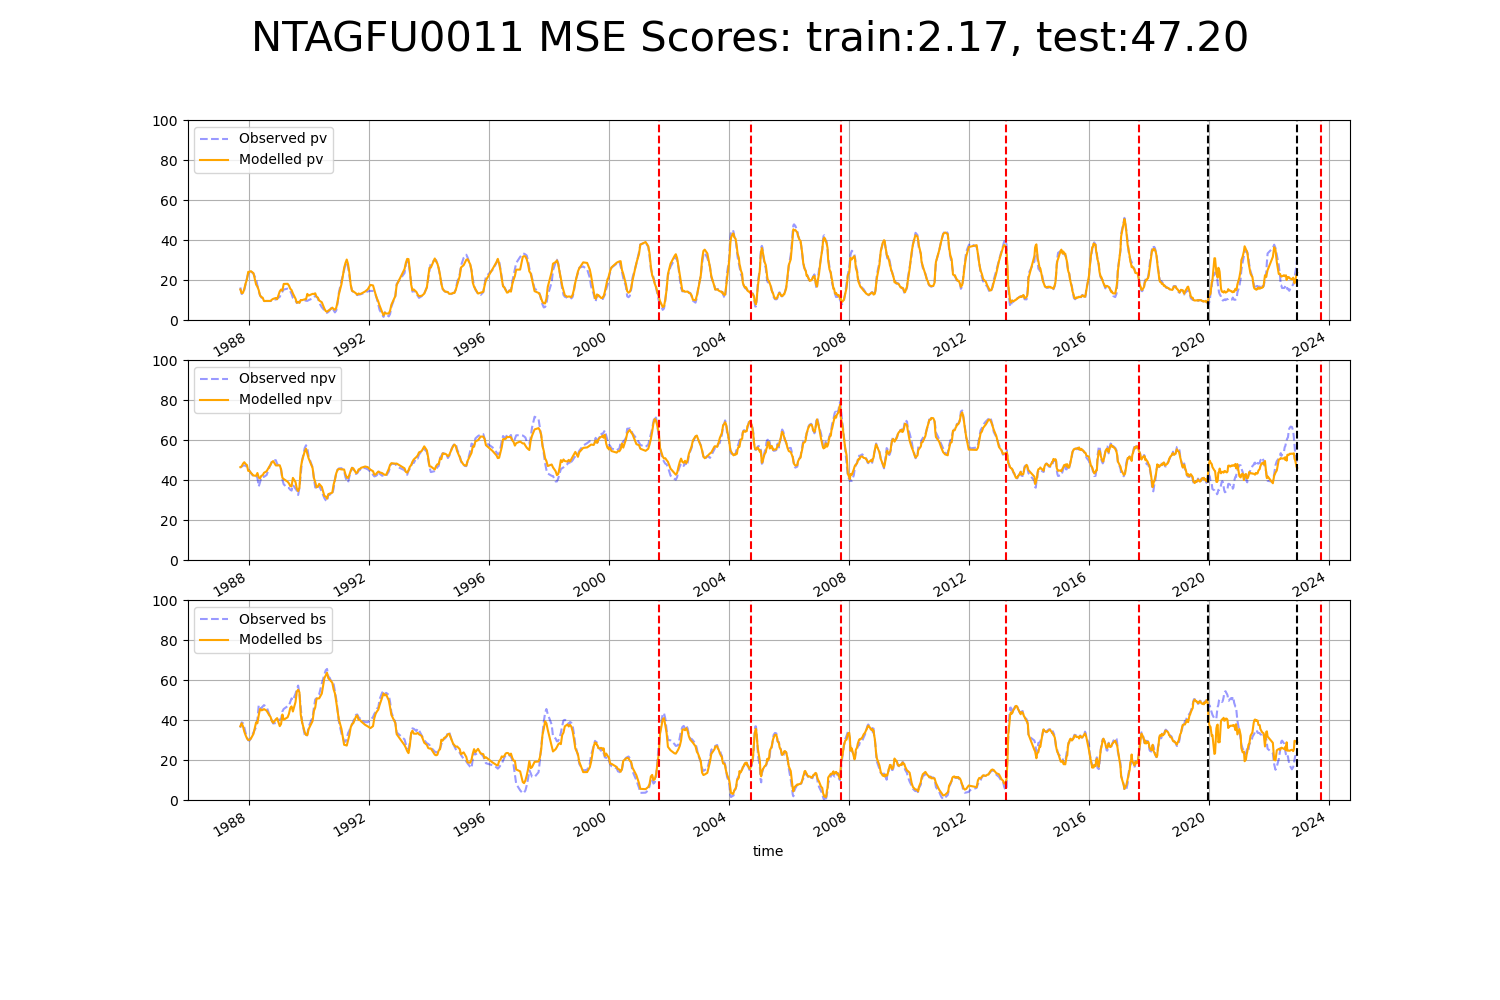 NTAGFU0011 MSE Scores: train:2.17, test:47.20
100
80
60
40
20
0
Observed pv
Modelled pv
1988 1992 1996 2000 2004 2008 2012 2016 2020 2024
100
80
60
40
20
0
Observed npv
Modelled npv
1988 1992 1996 2000 2004 2008 2012 2016 2020 2024
100
80
60
40
20
0
Observed bs
Modelled bs
1988 1992 1996 2000 2004 2008 2012 2016 2020 2024
time